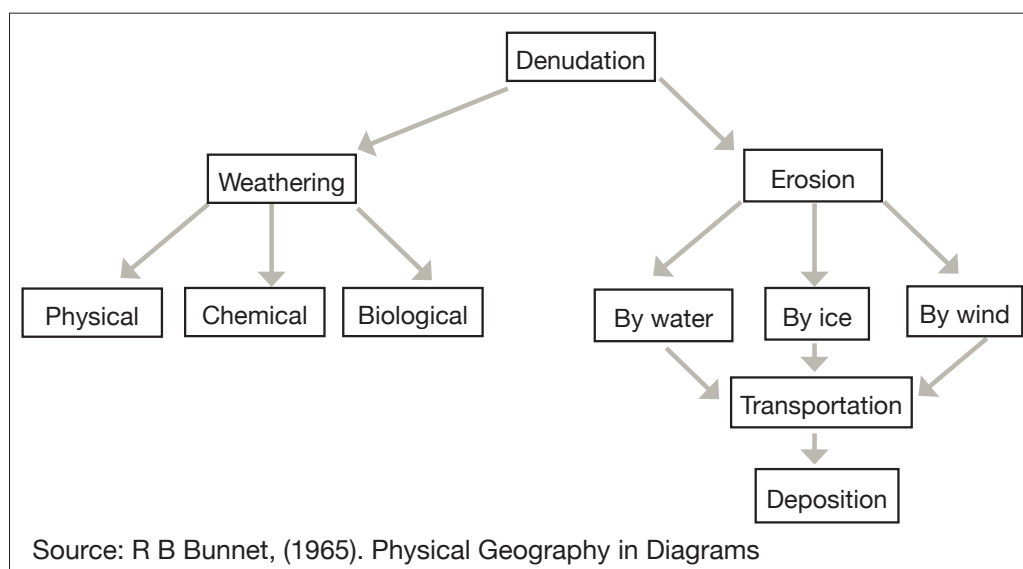 Denudation
Weathering
Erosion
Physical
Chemical
Biological
By water
By ice
By wind
Transportation
Deposition
Source: R B Bunnet, (1965). Physical Geography in Diagrams